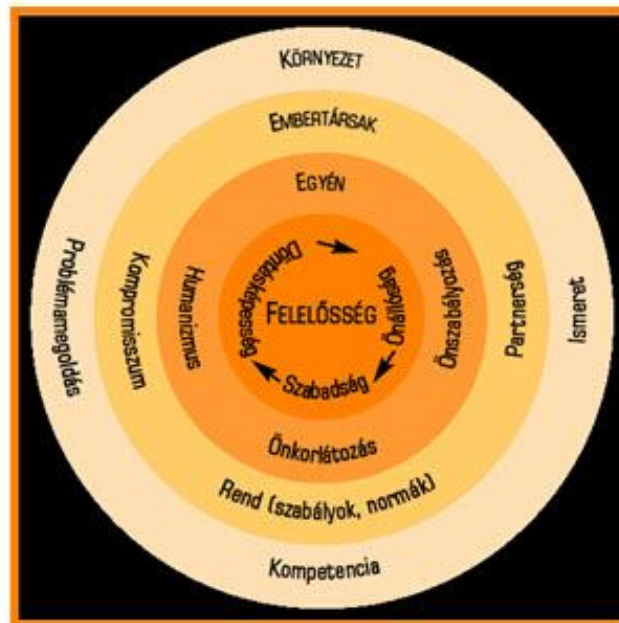 KÖRNYEZET
EMBERTÁRSAK
EGYÉN
Döntésképesség
Önállóság
FELELŐSSÉG
Szabadság
Humanizmus
Önszabályozás
Önkorlátozás
Kompromisszum
Partnerség
Rend (szabályok, normák)
Problémamegoldás
Ismeret
Kompetencia